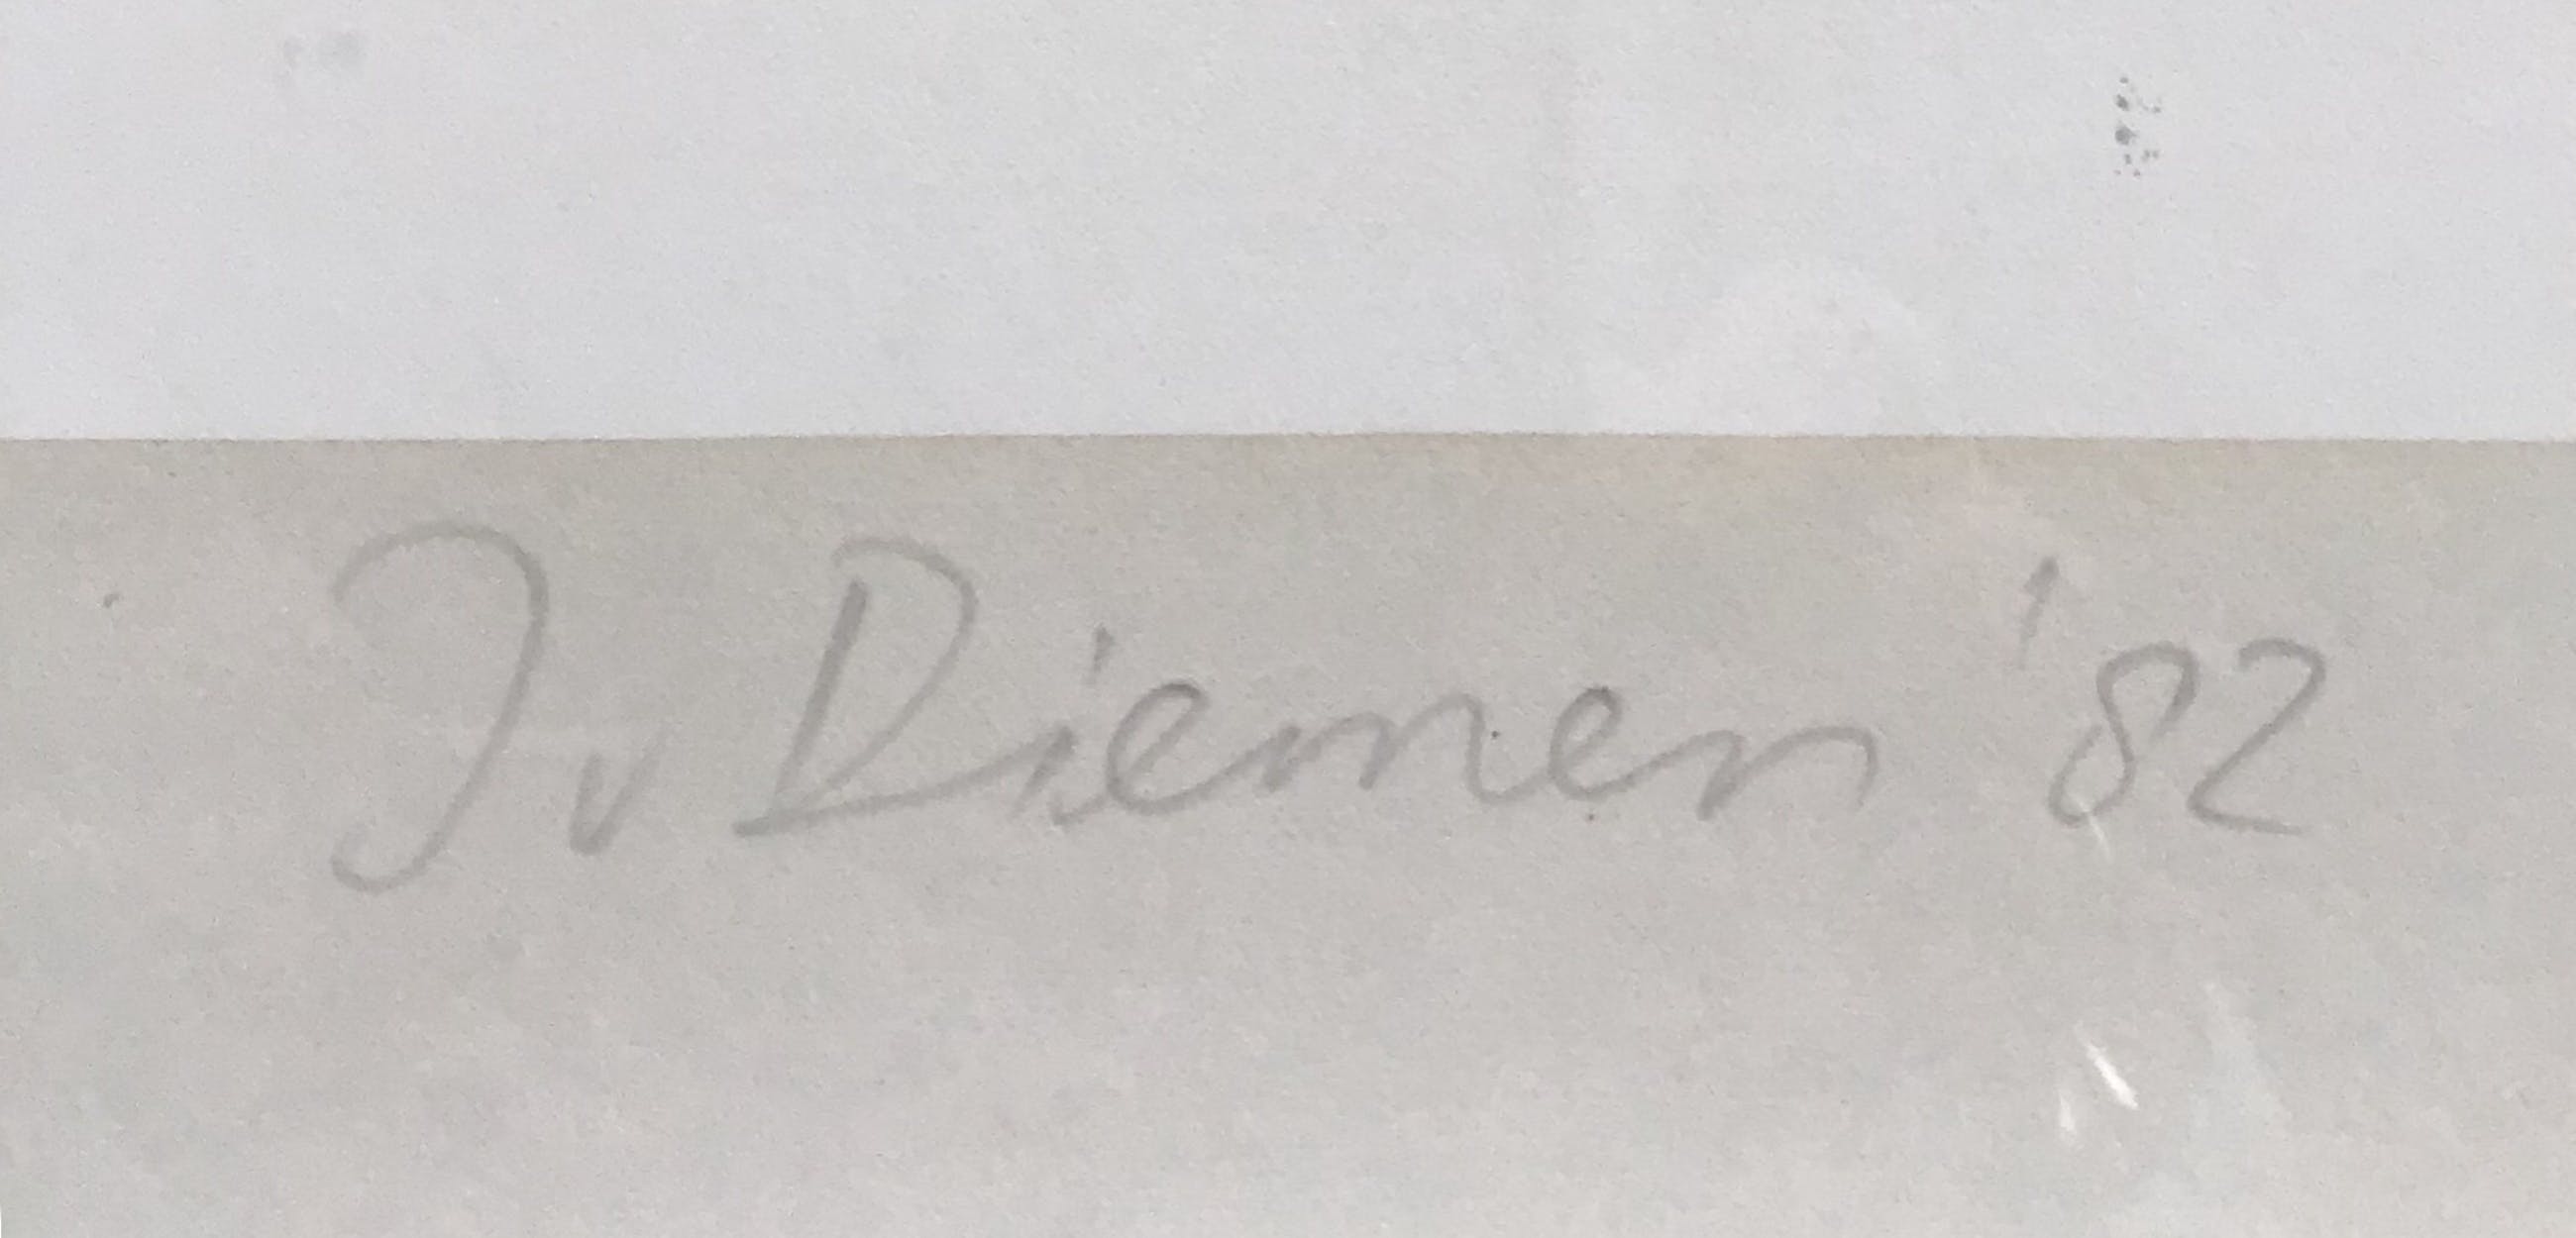 J v Diemen '82